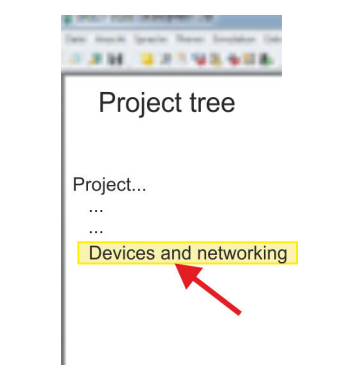 Project tree
Project...
...
...
Devices and networking